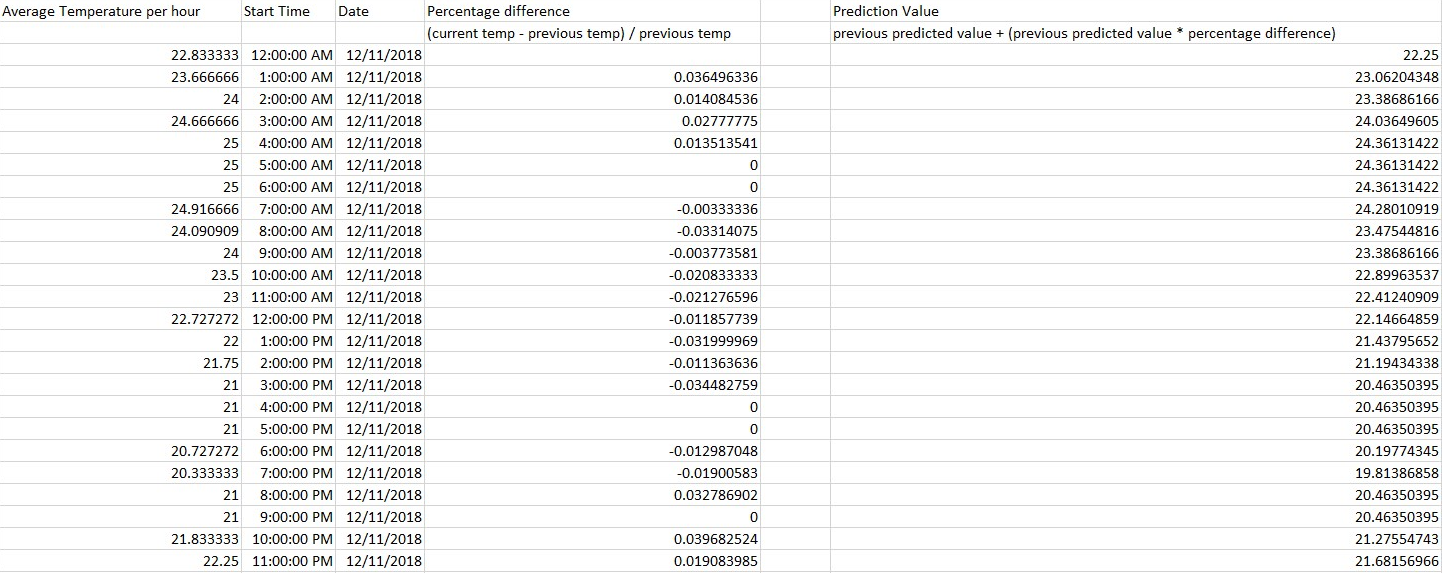 Average Temperature per hour Start Time Date Percentage difference Prediction Value
(current temp - previous temp) / previous temp previous predicted value + (previous predicted value * percentage difference)
22.833333 12:00:00 AM 12/11/2018 22.25
23.666666 1:00:00 AM 12/11/2018 0.036496336 23.06204348
24 2:00:00 AM 12/11/2018 0.014084536 23.38686166
24.666666 3:00:00 AM 12/11/2018 0.02777775 24.03649605
25 4:00:00 AM 12/11/2018 0.013513541 24.36131422
25 5:00:00 AM 12/11/2018 0 24.36131422
25 6:00:00 AM 12/11/2018 0 24.36131422
24.916666 7:00:00 AM 12/11/2018 -0.00333336 24.28010919
24.090909 8:00:00 AM 12/11/2018 -0.03314075 23.47544816
24 9:00:00 AM 12/11/2018 -0.003773581 23.38686166
23.5 10:00:00 AM 12/11/2018 -0.020833333 22.89963537
23 11:00:00 AM 12/11/2018 -0.021276596 22.41240909
22.727272 12:00:00 PM 12/11/2018 -0.011857739 22.14664859
22 1:00:00 PM 12/11/2018 -0.031999969 21.43795652
21.75 2:00:00 PM 12/11/2018 -0.011363636 21.19434338
21 3:00:00 PM 12/11/2018 -0.034482759 20.46350395
21 4:00:00 PM 12/11/2018 0 20.46350395
21 5:00:00 PM 12/11/2018 0 20.46350395
20.727272 6:00:00 PM 12/11/2018 -0.012987048 20.19774345
20.333333 7:00:00 PM 12/11/2018 -0.01900583 19.81386858
21 8:00:00 PM 12/11/2018 0.032786902 20.46350395
21 9:00:00 PM 12/11/2018 0 20.46350395
21.833333 10:00:00 PM 12/11/2018 0.039682524 21.27554743
22.25 11:00:00 PM 12/11/2018 0.019083985 21.68156966